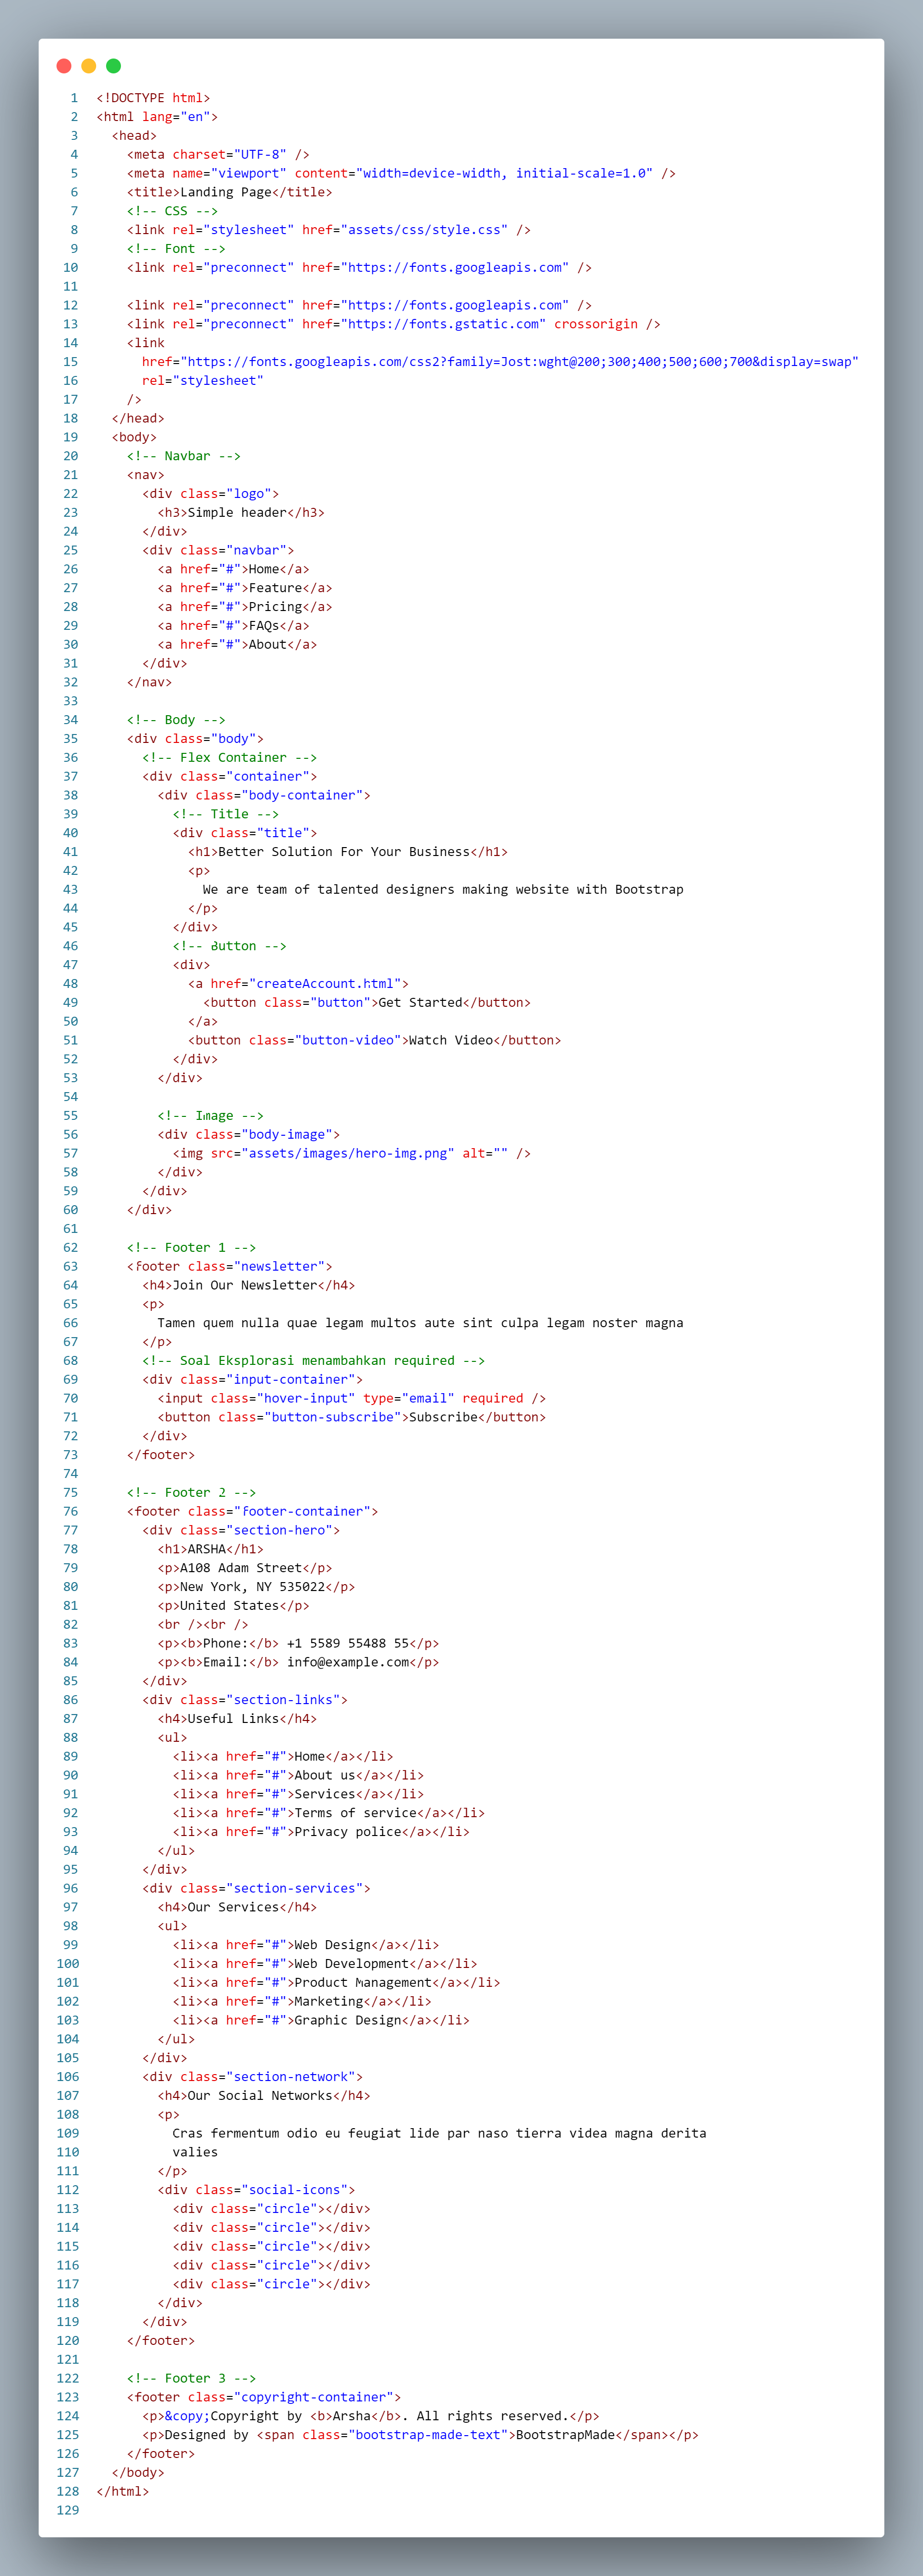 1 <!DOCTYPE html>
2 <html lang="en">
3   <head>
4     <meta charset="UTF-8" />
5     <meta name="viewport" content="width=device-width, initial-scale=1.0" />
6     <title>Landing Page</title>
7     <!-- CSS -->
8     <link rel="stylesheet" href="assets/css/style.css" />
9     <!-- Font -->
10     <link rel="preconnect" href="https://fonts.googleapis.com" />
11
12     <link rel="preconnect" href="https://fonts.googleapis.com" />
13     <link rel="preconnect" href="https://fonts.gstatic.com" crossorigin />
14     <link
15       href="https://fonts.googleapis.com/css2?family=Jost:wght@200;300;400;500;600;700&display=swap"
16       rel="stylesheet"
17     />
18   </head>
19   <body>
20     <!-- Navbar -->
21     <nav>
22       <div class="logo">
23         <h3>Simple header</h3>
24       </div>
25       <div class="navbar">
26         <a href="#">Home</a>
27         <a href="#">Feature</a>
28         <a href="#">Pricing</a>
29         <a href="#">FAQs</a>
30         <a href="#">About</a>
31       </div>
32     </nav>
33
34     <!-- Body -->
35     <div class="body">
36       <!-- Flex Container -->
37       <div class="container">
38         <div class="body-container">
39           <!-- Title -->
40           <div class="title">
41             <h1>Better Solution For Your Business</h1>
42             <p>
43               We are team of talented designers making website with Bootstrap
44             </p>
45           </div>
46           <!-- Button -->
47           <div>
48             <a href="createAccount.html">
49               <button class="button">Get Started</button>
50             </a>
51             <button class="button-video">Watch Video</button>
52           </div>
53         </div>
54
55         <!-- Image -->
56         <div class="body-image">
57           <img src="assets/images/hero-img.png" alt="" />
58         </div>
59       </div>
60     </div>
61
62     <!-- Footer 1 -->
63     <footer class="newsletter">
64       <h4>Join Our Newsletter</h4>
65       <p>
66         Tamen quem nulla quae legam multos aute sint culpa legam noster magna
67       </p>
68       <!-- Soal Eksplorasi menambahkan required -->
69       <div class="input-container">
70         <input class="hover-input" type="email" required />
71         <button class="button-subscribe">Subscribe</button>
72       </div>
73     </footer>
74
75     <!-- Footer 2 -->
76     <footer class="footer-container">
77       <div class="section-hero">
78         <h1>ARSHA</h1>
79         <p>A108 Adam Street</p>
80         <p>New York, NY 535022</p>
81         <p>United States</p>
82         <br /><br />
83         <p><b>Phone:</b> +1 5589 55488 55</p>
84         <p><b>Email:</b> info@example.com</p>
85       </div>
86       <div class="section-links">
87         <h4>Useful Links</h4>
88         <ul>
89           <li><a href="#">Home</a></li>
90           <li><a href="#">About us</a></li>
91           <li><a href="#">Services</a></li>
92           <li><a href="#">Terms of service</a></li>
93           <li><a href="#">Privacy police</a></li>
94         </ul>
95       </div>
96       <div class="section-services">
97         <h4>Our Services</h4>
98         <ul>
99           <li><a href="#">Web Design</a></li>
100           <li><a href="#">Web Development</a></li>
101           <li><a href="#">Product Management</a></li>
102           <li><a href="#">Marketing</a></li>
103           <li><a href="#">Graphic Design</a></li>
104         </ul>
105       </div>
106       <div class="section-network">
107         <h4>Our Social Networks</h4>
108         <p>
109           Cras fermentum odio eu feugiat lide par naso tierra videa magna derita
110           valies
111         </p>
112         <div class="social-icons">
113           <div class="circle"></div>
114           <div class="circle"></div>
115           <div class="circle"></div>
116           <div class="circle"></div>
117           <div class="circle"></div>
118         </div>
119       </div>
120     </footer>
121
122     <!-- Footer 3 -->
123     <footer class="copyright-container">
124       <p>&copy;Copyright by <b>Arsha</b>. All rights reserved.</p>
125       <p>Designed by <span class="bootstrap-made-text">BootstrapMade</span></p>
126     </footer>
127   </body>
128 </html>
129